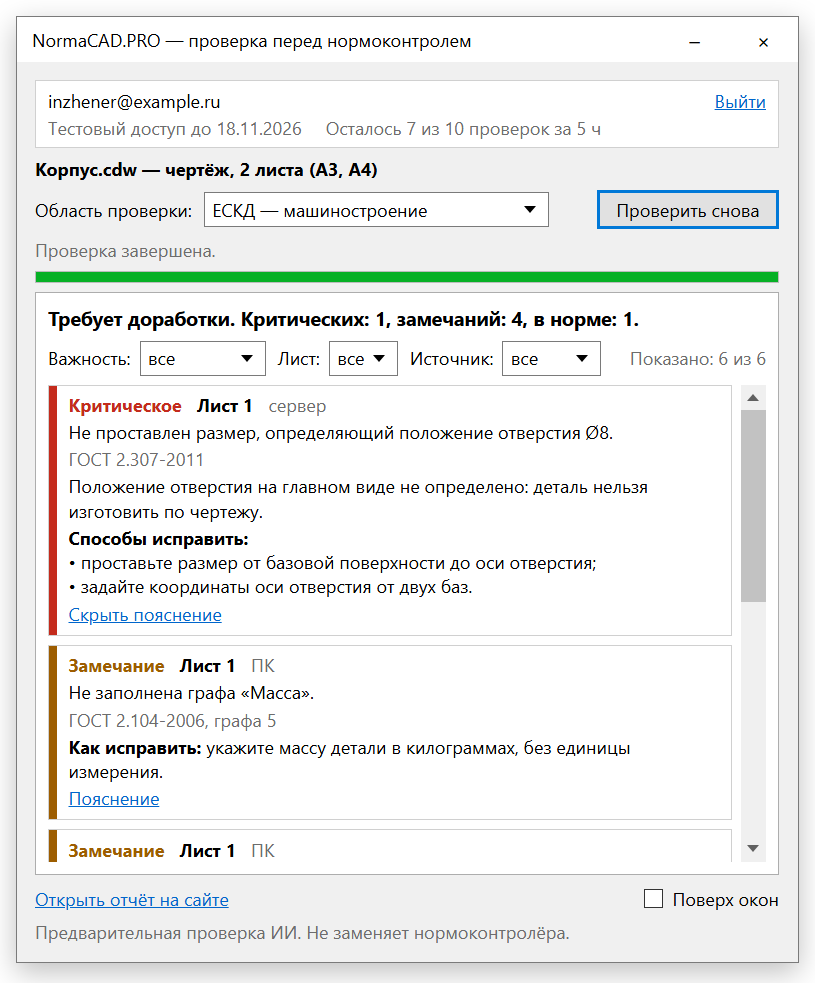 NormaCAD.PRO — проверка перед нормоконтролем
inzhener@example.ru
Выйти
Тестовый доступ до 18.11.2026 Осталось 7 из 10 проверок за 5 ч
Корпус.cdw — чертёж, 2 листа (А3, А4)
Область проверки: ЕСКД — машиностроение Проверить снова
Проверка завершена.
Требует доработки. Критических: 1, замечаний: 4, в норме: 1.
Важность: все Лист: все Источник: все Показано: 6 из 6
Критическое Лист 1 сервер
Не проставлен размер, определяющий положение отверстия Ø8.
ГОСТ 2.307-2011
Положение отверстия на главном виде не определено: деталь нельзя
изготовить по чертежу.
Способы исправить:
• проставьте размер от базовой поверхности до оси отверстия;
• задайте координаты оси отверстия от двух баз.
Скрыть пояснение
Замечание Лист 1 ПК
Не заполнена графа «Масса».
ГОСТ 2.104-2006, графа 5
Как исправить: укажите массу детали в килограммах, без единицы
измерения.
Пояснение
Замечание Лист 1 ПК
Открыть отчёт на сайте
Поверх окон
Предварительная проверка ИИ. Не заменяет нормоконтролёра.